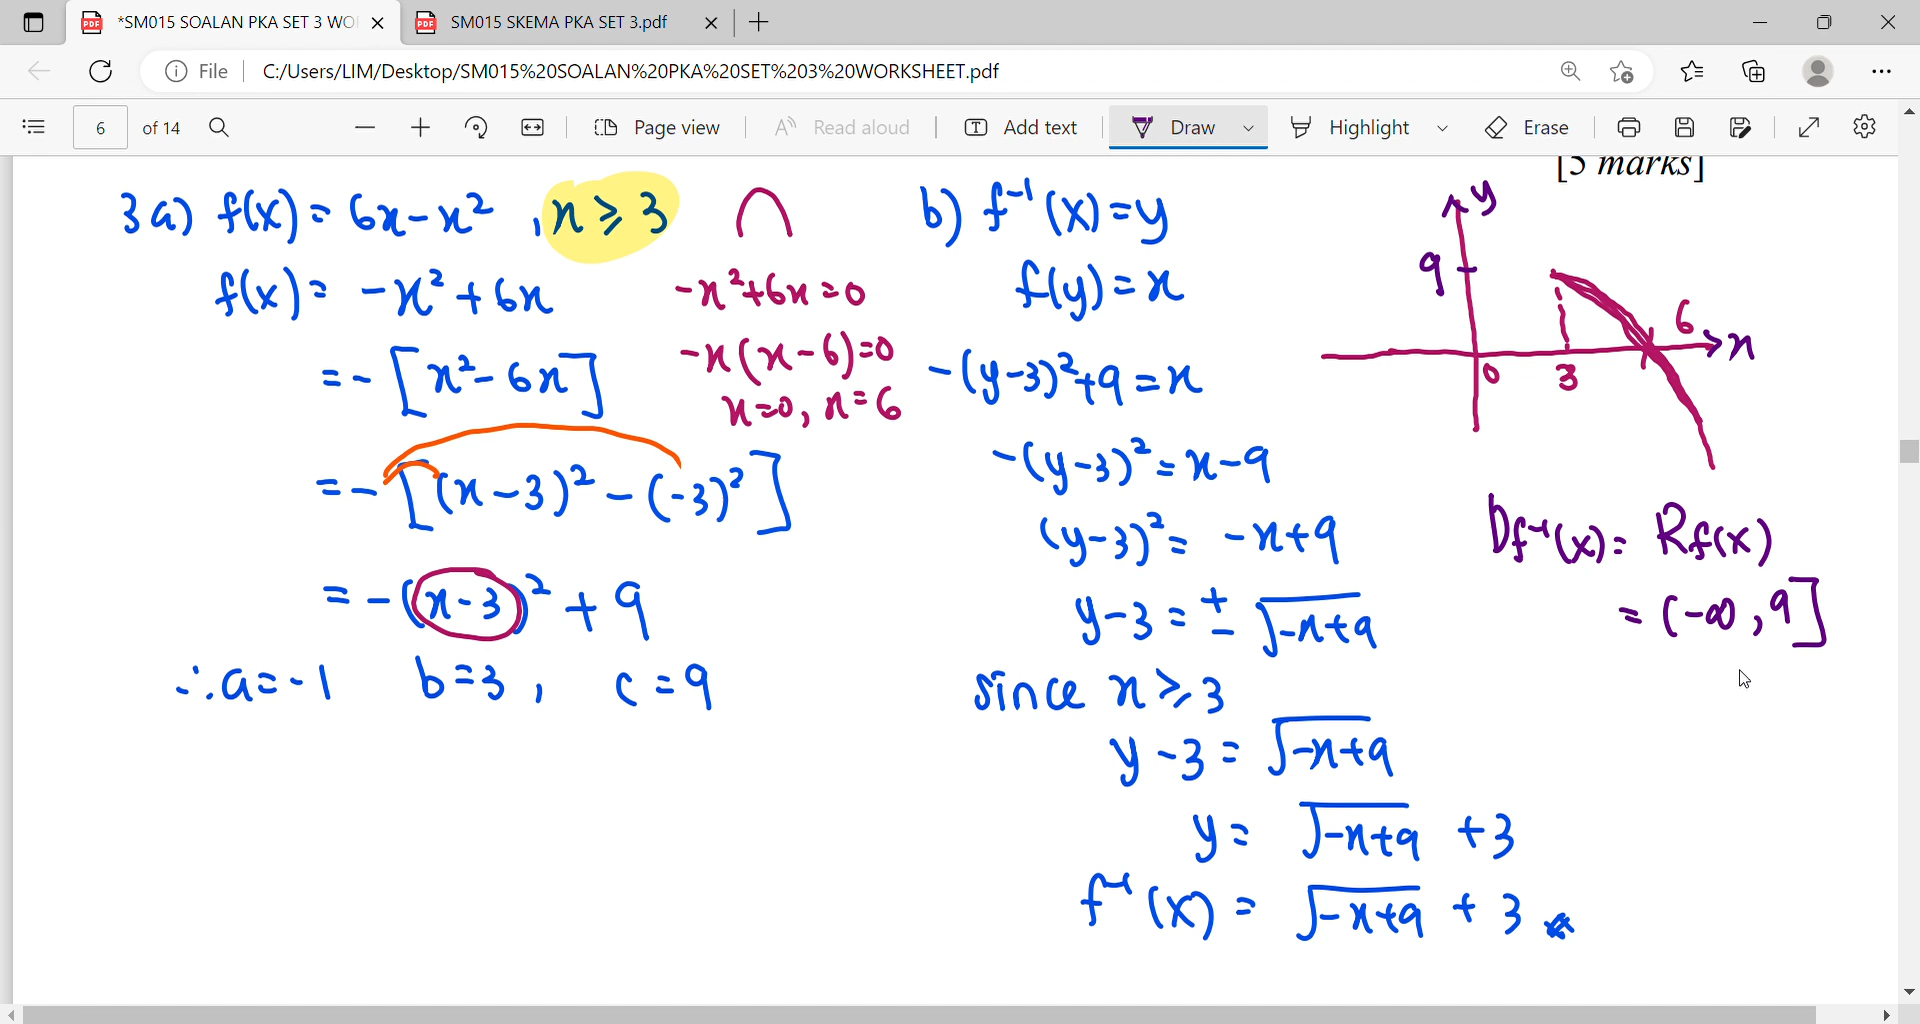 *SM015 SOALAN PKA SET 3 WO
SM015 SKEMA PKA SET 3.pdf
File
C:/Users/LIM/Desktop/SM015%20SOALAN%20PKA%20SET%203%20WORKSHEET.pdf
6 of 14
Page view
Read aloud
Add text
Draw
Highlight
Erase
[5 marks]
3a) f(x) = 6x - x², x ≥ 3
f(x) = -x² + 6x
= - [x² - 6x]
= - [(x - 3)² - (-3)²]
= -(x - 3)² + 9
∴ a = -1 b = 3, c = 9
-x² + 6x = 0
-x(x - 6) = 0
x = 0, x = 6
b) f⁻¹(x) = y
f(y) = x
-(y - 3)² + 9 = x
-(y - 3)² = x - 9
(y - 3)² = -x + 9
y - 3 = ± √-x + 9
since x ≥ 3
y - 3 = √-x + 9
y = √-x + 9 + 3
f⁻¹(x) = √-x + 9 + 3
y
9
6
x
0
3
Df⁻¹(x) = Rf(x)
= (-∞, 9]